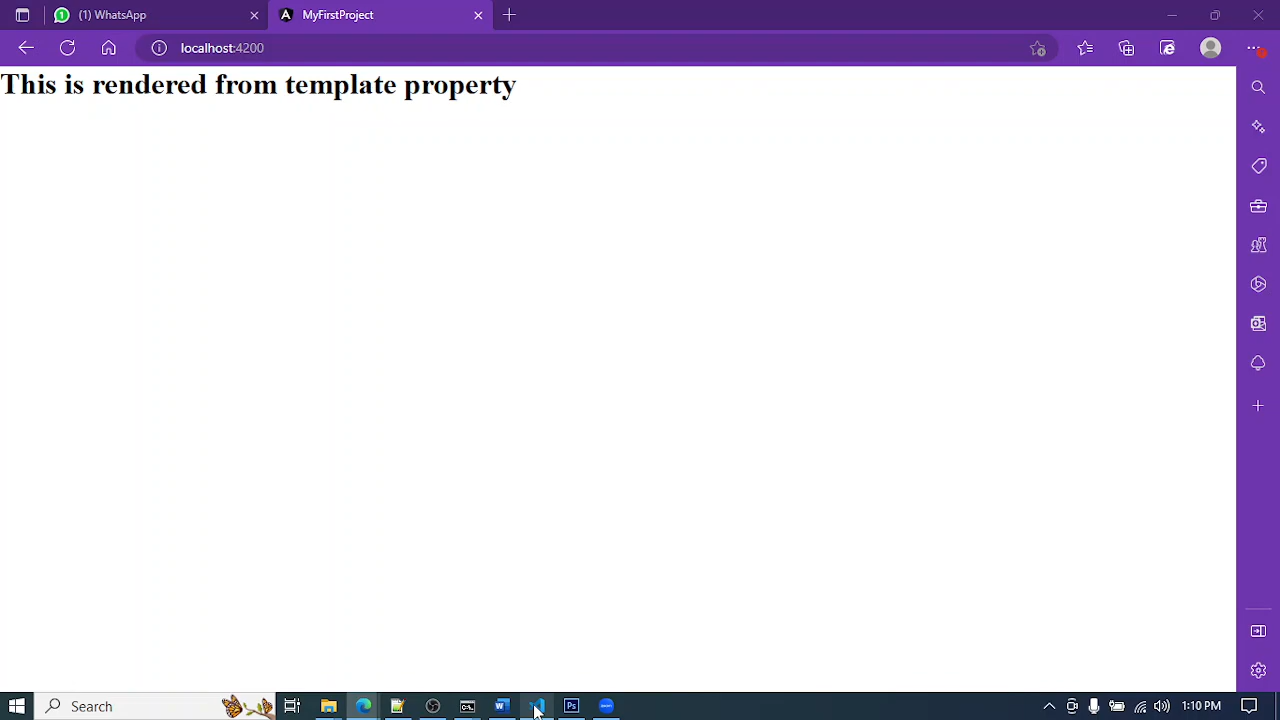 (1) WhatsApp
MyFirstProject
localhost:4200
This is rendered from template property
Search
1:10 PM